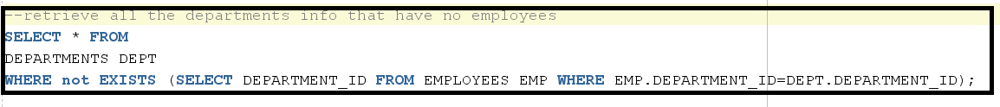 --retrieve all the departments info that have no employees
SELECT * FROM
DEPARTMENTS DEPT
WHERE not EXISTS (SELECT DEPARTMENT_ID FROM EMPLOYEES EMP WHERE EMP.DEPARTMENT_ID=DEPT.DEPARTMENT_ID);